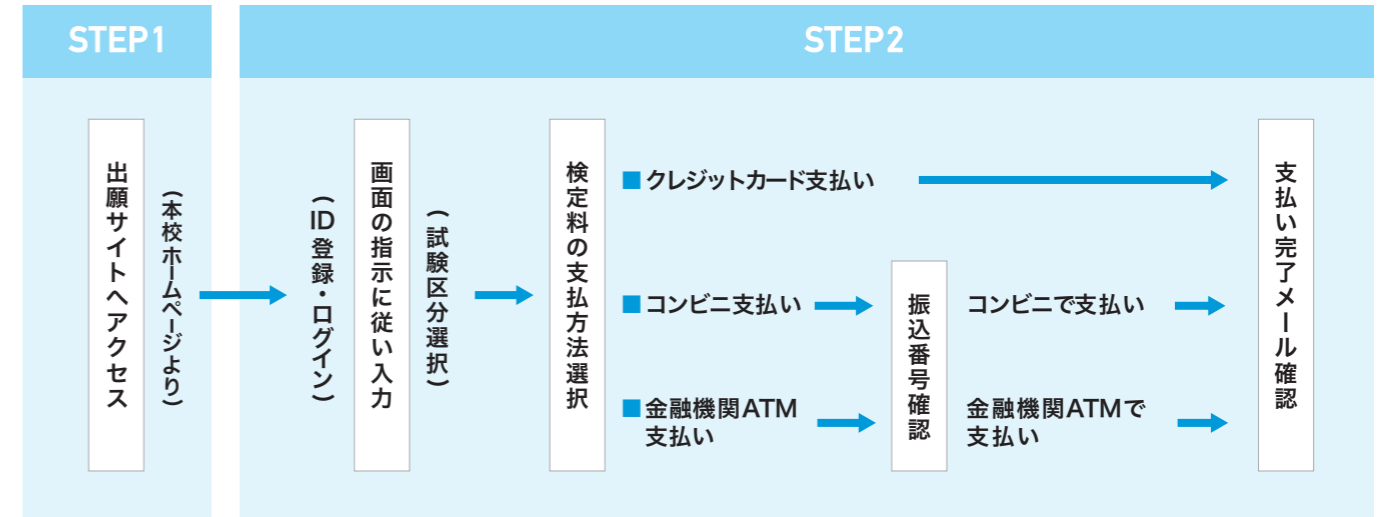 STEP1
出願サイトへアクセス
(本校ホームページより)
STEP2
(ID登録・ログイン)
画面の指示に従い入力
(試験区分選択)
検定料の支払方法選択
■クレジットカード支払い
■コンビニ支払い
■金融機関ATM
支払い
振込番号確認
コンビニで支払い
金融機関ATMで
支払い
支払い完了メール確認